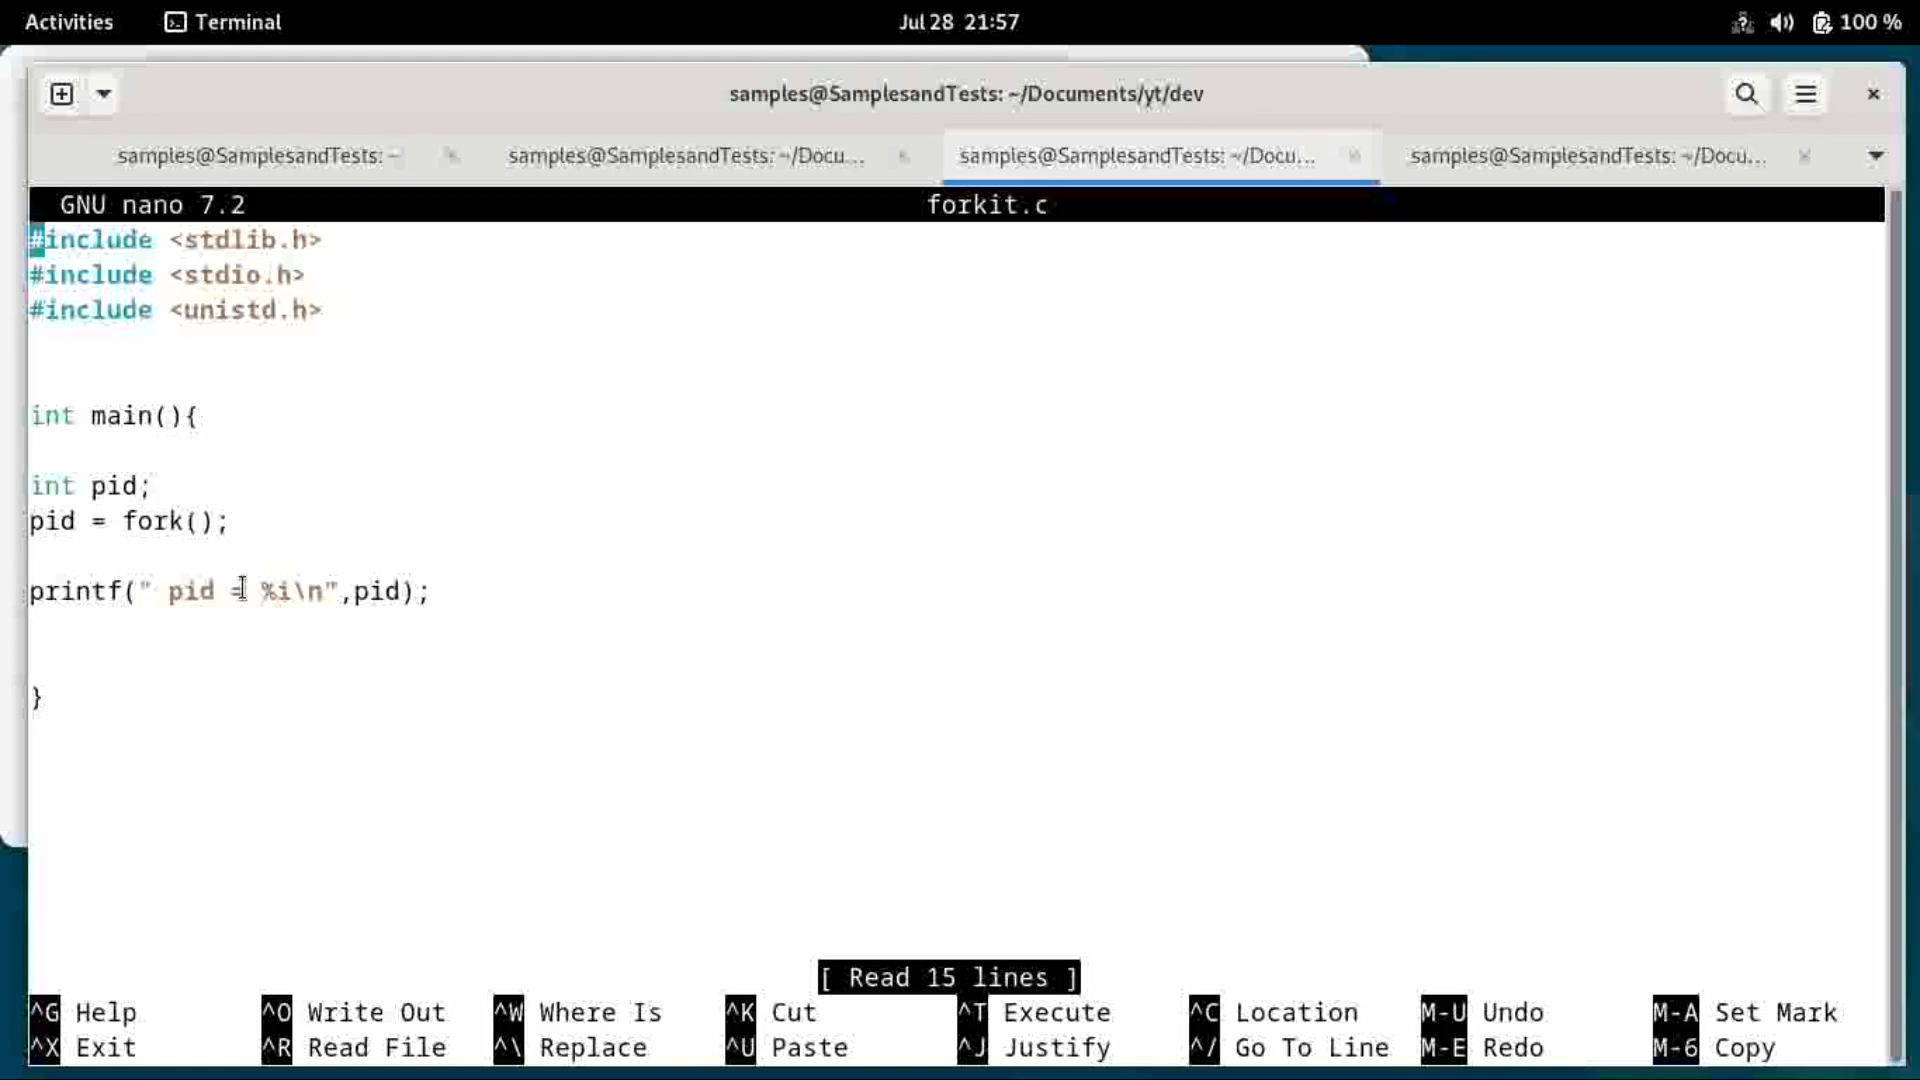 Activities Terminal Jul 28 21:57 100 %
samples@SamplesandTests: ~/Documents/yt/dev
samples@SamplesandTests: ~ samples@SamplesandTests: ~/Docu... samples@SamplesandTests: ~/Docu... samples@SamplesandTests: ~/Docu...
GNU nano 7.2 forkit.c
#include <stdlib.h>
#include <stdio.h>
#include <unistd.h>
int main(){
int pid;
pid = fork();
printf(" pid = %i\n",pid);
}
[ Read 15 lines ]
^G Help ^O Write Out ^W Where Is ^K Cut ^T Execute ^C Location M-U Undo M-A Set Mark
^X Exit ^R Read File ^\ Replace ^U Paste ^J Justify ^/ Go To Line M-E Redo M-6 Copy